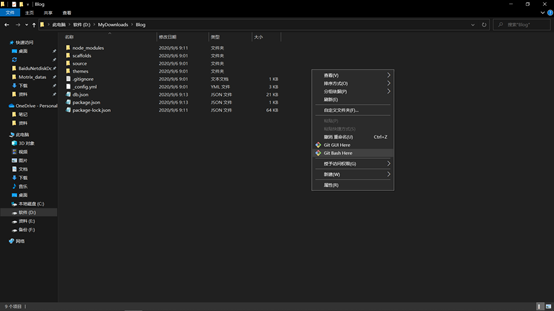 Blog
文件 主页 共享 查看
此电脑 › 软件 (D:) › MyDownloads › Blog
搜索"Blog"
名称 修改日期 类型 大小
快速访问
桌面
BaiduNetdiskDo
Motrix_datas
下载
资料
OneDrive - Personal
笔记
资料
此电脑
3D 对象
视频
图片
文档
下载
音乐
桌面
本地磁盘 (C:)
软件 (D:)
资料 (E:)
备份 (F:)
网络
node_modules 2020/9/6 9:11 文件夹
scaffolds 2020/9/6 9:01 文件夹
source 2020/9/6 9:01 文件夹
themes 2020/9/6 9:01 文件夹
.gitignore 2020/9/6 9:01 文本文档 1 KB
_config.yml 2020/9/6 9:01 YML 文件 3 KB
db.json 2020/9/6 9:13 JSON 文件 21 KB
package.json 2020/9/6 9:13 JSON 文件 1 KB
package-lock.json 2020/9/6 9:11 JSON 文件 64 KB
查看(V)
排序方式(O)
分组依据(P)
刷新(E)
自定义文件夹(F)...
粘贴(P)
粘贴快捷方式(S)
撤消 重命名(U) Ctrl+Z
Git GUI Here
Git Bash Here
授予访问权限(G)
新建(W)
属性(R)
9 个项目